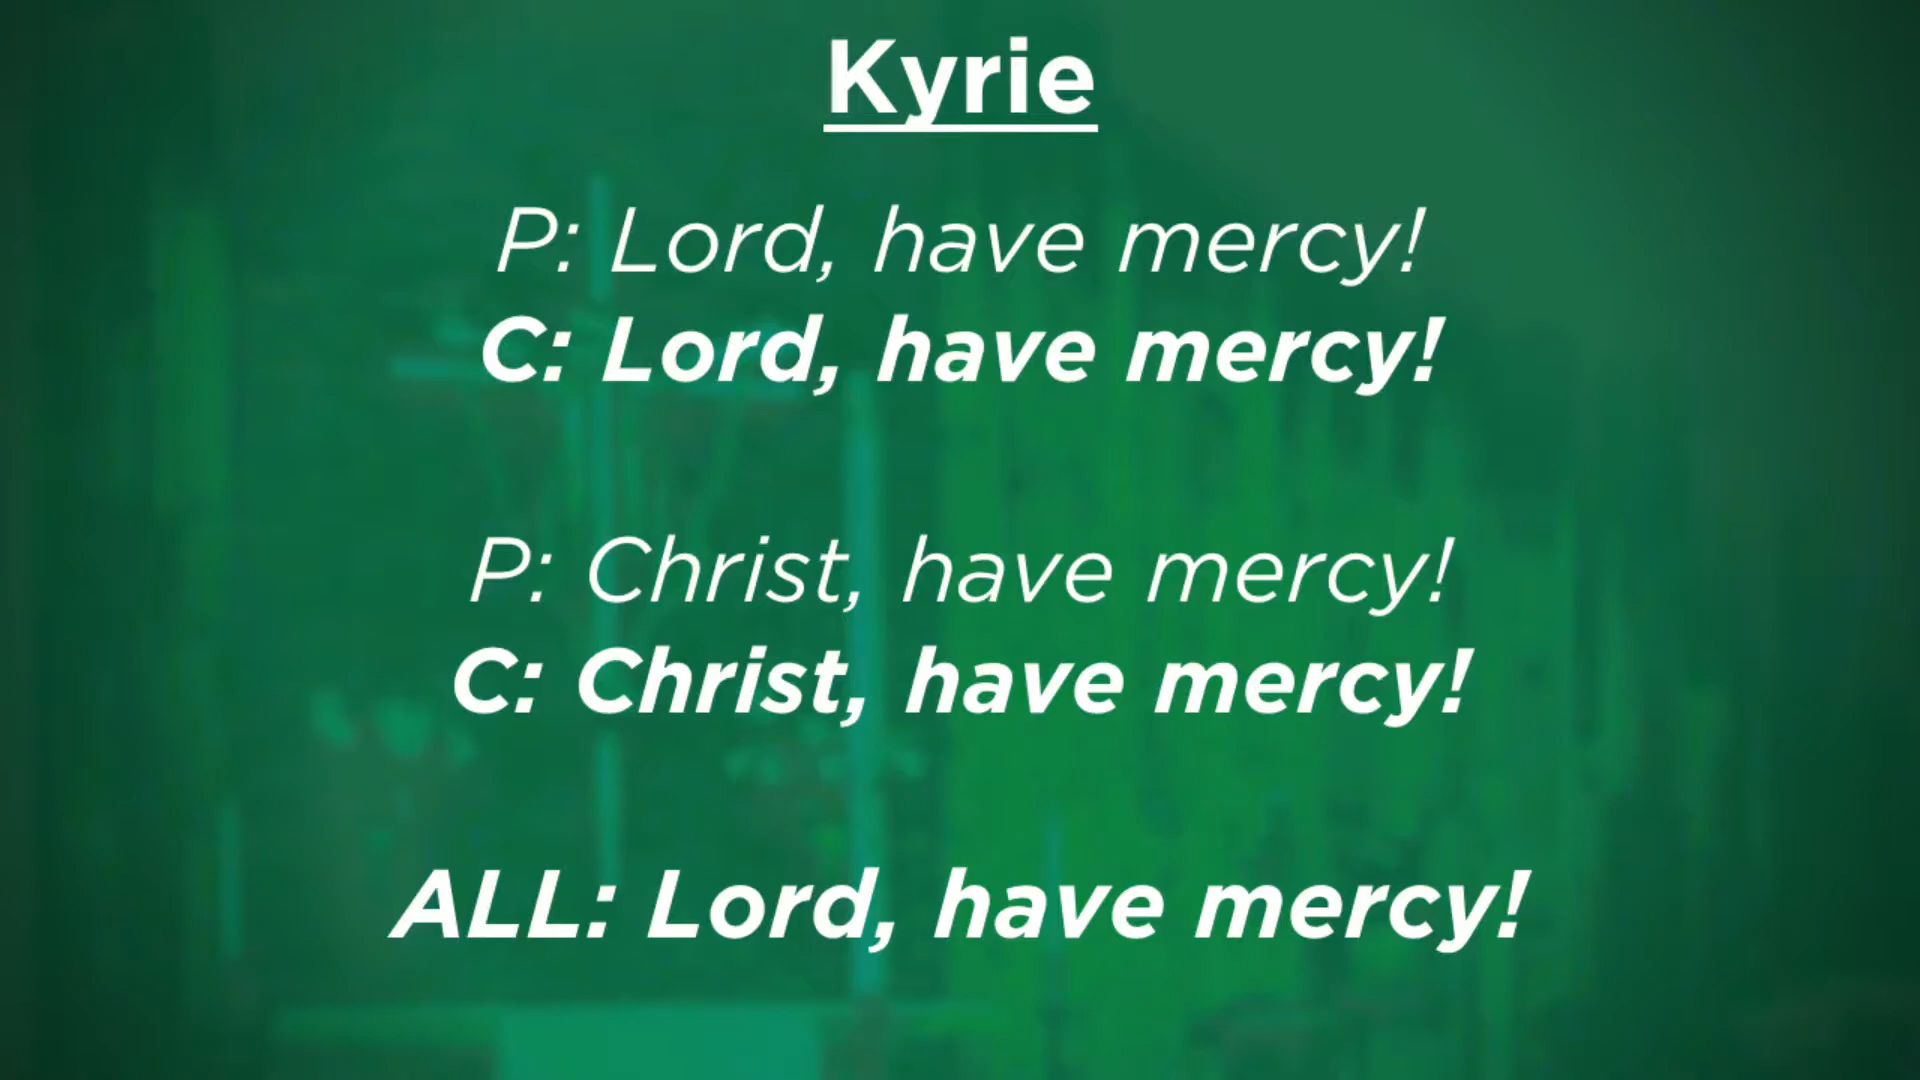 Kyrie
P: Lord, have mercy!
C: Lord, have mercy!
P: Christ, have mercy!
C: Christ, have mercy!
ALL: Lord, have mercy!